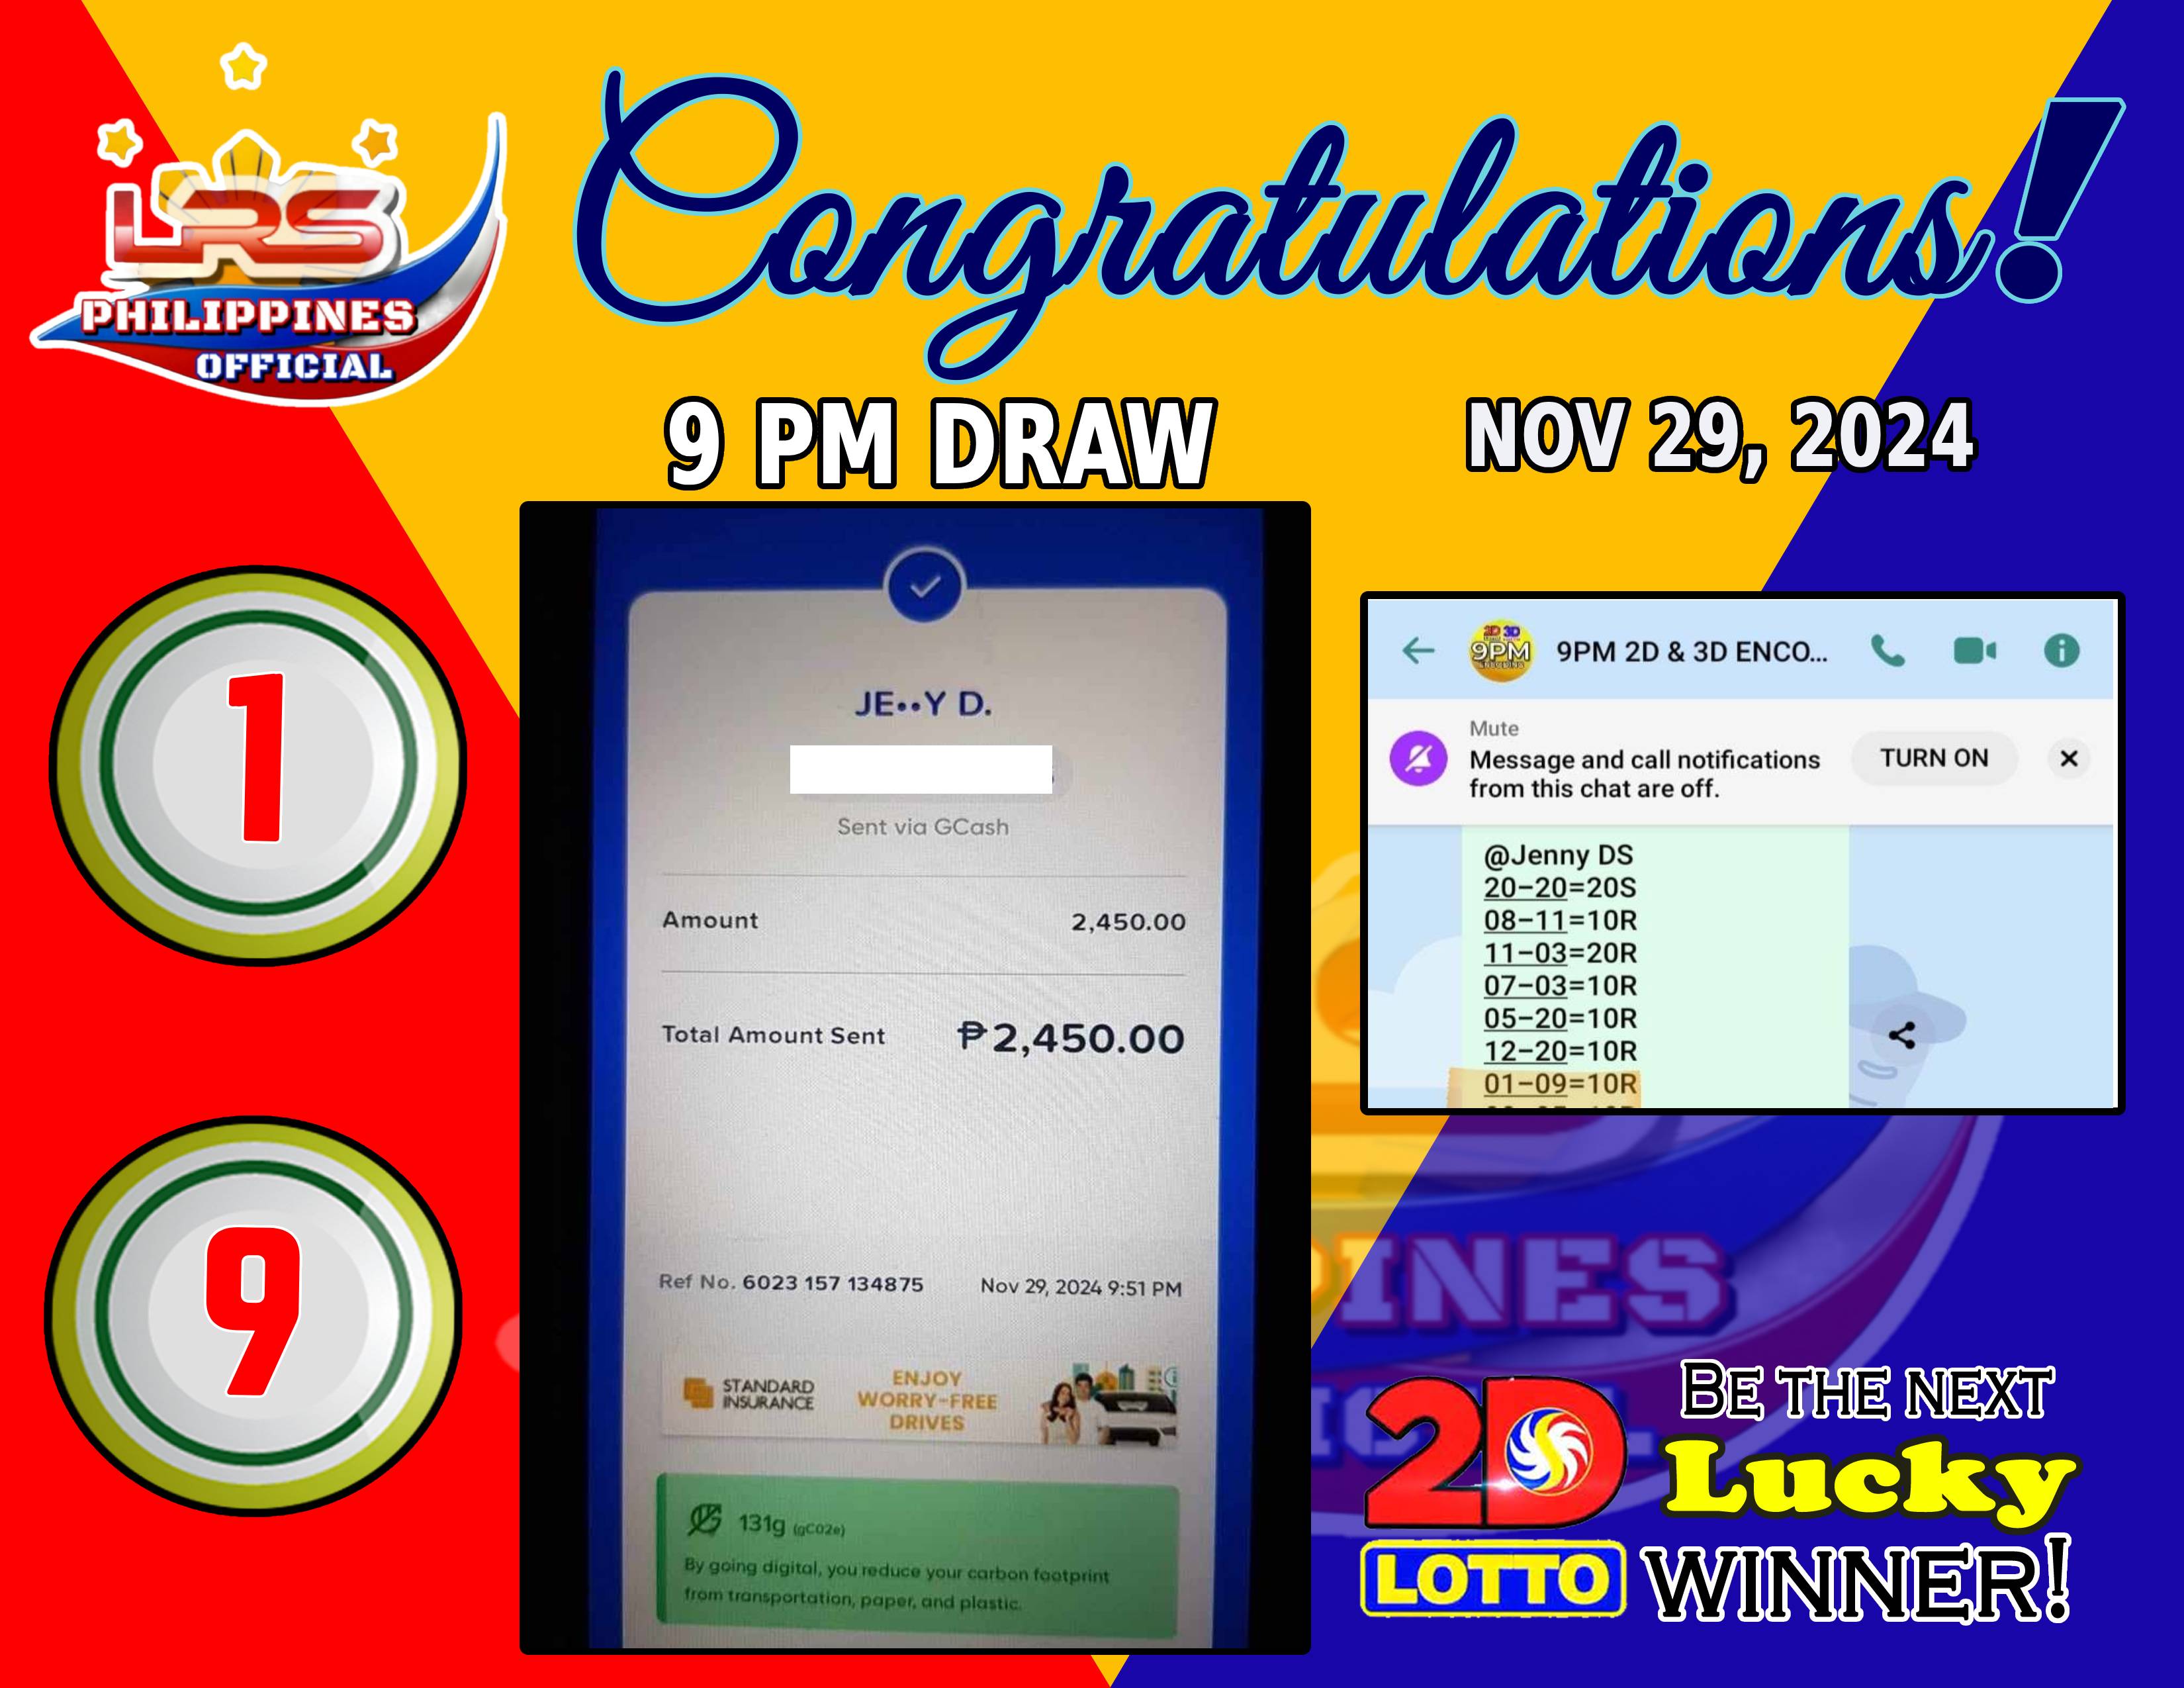 LRS
PHILIPPINES
OFFICIAL
Congratulations!
9 PM DRAW
NOV 29, 2024
1
9
JE••Y D.
Sent via GCash
Amount 2,450.00
Total Amount Sent ₱2,450.00
Ref No. 6023 157 134875 Nov 29, 2024 9:51 PM
STANDARD
INSURANCE
ENJOY
WORRY-FREE
DRIVES
131g (gCO2e)
By going digital, you reduce your carbon footprint
from transportation, paper, and plastic.
2D 3D
9PM
9PM 2D & 3D ENCO...
Mute
Message and call notifications
from this chat are off.
TURN ON
@Jenny DS
20-20=20S
08-11=10R
11-03=20R
07-03=10R
05-20=10R
12-20=10R
01-09=10R
PINES
2D
LOTTO
BE THE NEXT
Lucky
WINNER!